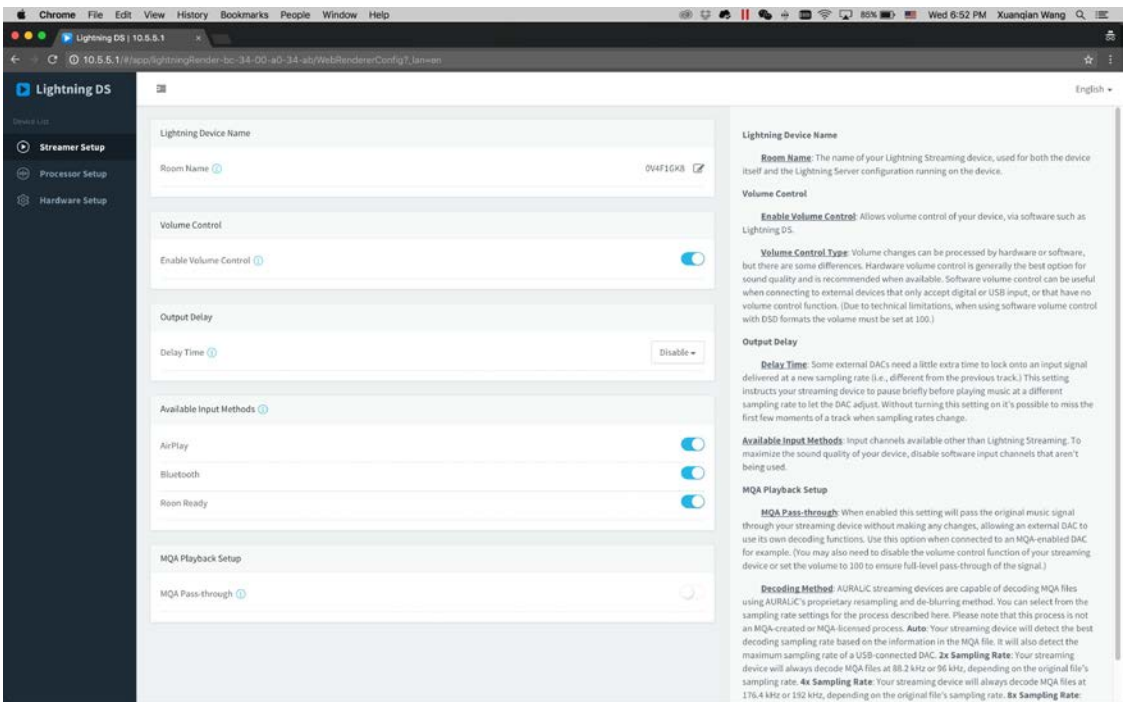 Chrome File Edit View History Bookmarks People Window Help 85% Wed 6:52 PM Xuanqian Wang
Lightning DS | 10.5.5.1
10.5.5.1/#/app/lightningRender-bc-34-00-a0-34-ab/WebRendererConfig?_lan=en
Lightning DS
English
Device List
Streamer Setup
Processor Setup
Hardware Setup
Lightning Device Name
Room Name 0V4F1GK8
Volume Control
Enable Volume Control
Output Delay
Delay Time Disable
Available Input Methods
AirPlay
Bluetooth
Roon Ready
MQA Playback Setup
MQA Pass-through
Lightning Device Name
Room Name: The name of your Lightning Streaming device, used for both the device
itself and the Lightning Server configuration running on the device.
Volume Control
Enable Volume Control: Allows volume control of your device, via software such as
Lightning DS.
Volume Control Type: Volume changes can be processed by hardware or software,
but there are some differences. Hardware volume control is generally the best option for
sound quality and is recommended when available. Software volume control can be useful
when connecting to external devices that only accept digital or USB input, or that have no
volume control function. (Due to technical limitations, when using software volume control
with DSD formats the volume must be set at 100.)
Output Delay
Delay Time: Some external DACs need a little extra time to lock onto an input signal
delivered at a new sampling rate (i.e., different from the previous track.) This setting
instructs your streaming device to pause briefly before playing music at a different
sampling rate to let the DAC adjust. Without turning this setting on it's possible to miss the
first few moments of a track when sampling rates change.
Available Input Methods: Input channels available other than Lightning Streaming. To
maximize the sound quality of your device, disable software input channels that aren't
being used.
MQA Playback Setup
MQA Pass-through: When enabled this setting will pass the original music signal
through your streaming device without making any changes, allowing an external DAC to
use its own decoding functions. Use this option when connected to an MQA-enabled DAC
for example. (You may also need to disable the volume control function of your streaming
device or set the volume to 100 to ensure full-level pass-through of the signal.)
Decoding Method: AURALiC streaming devices are capable of decoding MQA files
using AURALiC's proprietary resampling and de-blurring method. You can select from the
sampling rate settings for the process described here. Please note that this process is not
an MQA-created or MQA-licensed process. Auto: Your streaming device will detect the best
decoding sampling rate based on the information in the MQA file. It will also detect the
maximum sampling rate of a USB-connected DAC. 2x Sampling Rate: Your streaming
device will always decode MQA files at 88.2 kHz or 96 kHz, depending on the original file's
sampling rate. 4x Sampling Rate: Your streaming device will always decode MQA files at
176.4 kHz or 192 kHz, depending on the original file's sampling rate. 8x Sampling Rate: